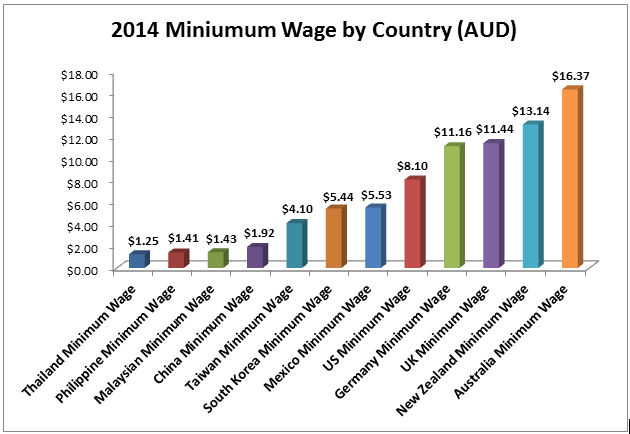 2014 Miniumum Wage by Country (AUD)
$18.00
$16.00
$14.00
$12.00
$10.00
$8.00
$6.00
$4.00
$2.00
$0.00
$1.25
$1.41
$1.43
$1.92
$4.10
$5.44
$5.53
$8.10
$11.16
$11.44
$13.14
$16.37
Thailand Minimum Wage
Philippine Minimum Wage
Malaysian Minimum Wage
China Minimum Wage
Taiwan Minimum Wage
South Korea Minimum Wage
Mexico Minimum Wage
US Minimum Wage
Germany Minimum Wage
UK Minimum Wage
New Zealand Minimum Wage
Australia Minimum Wage